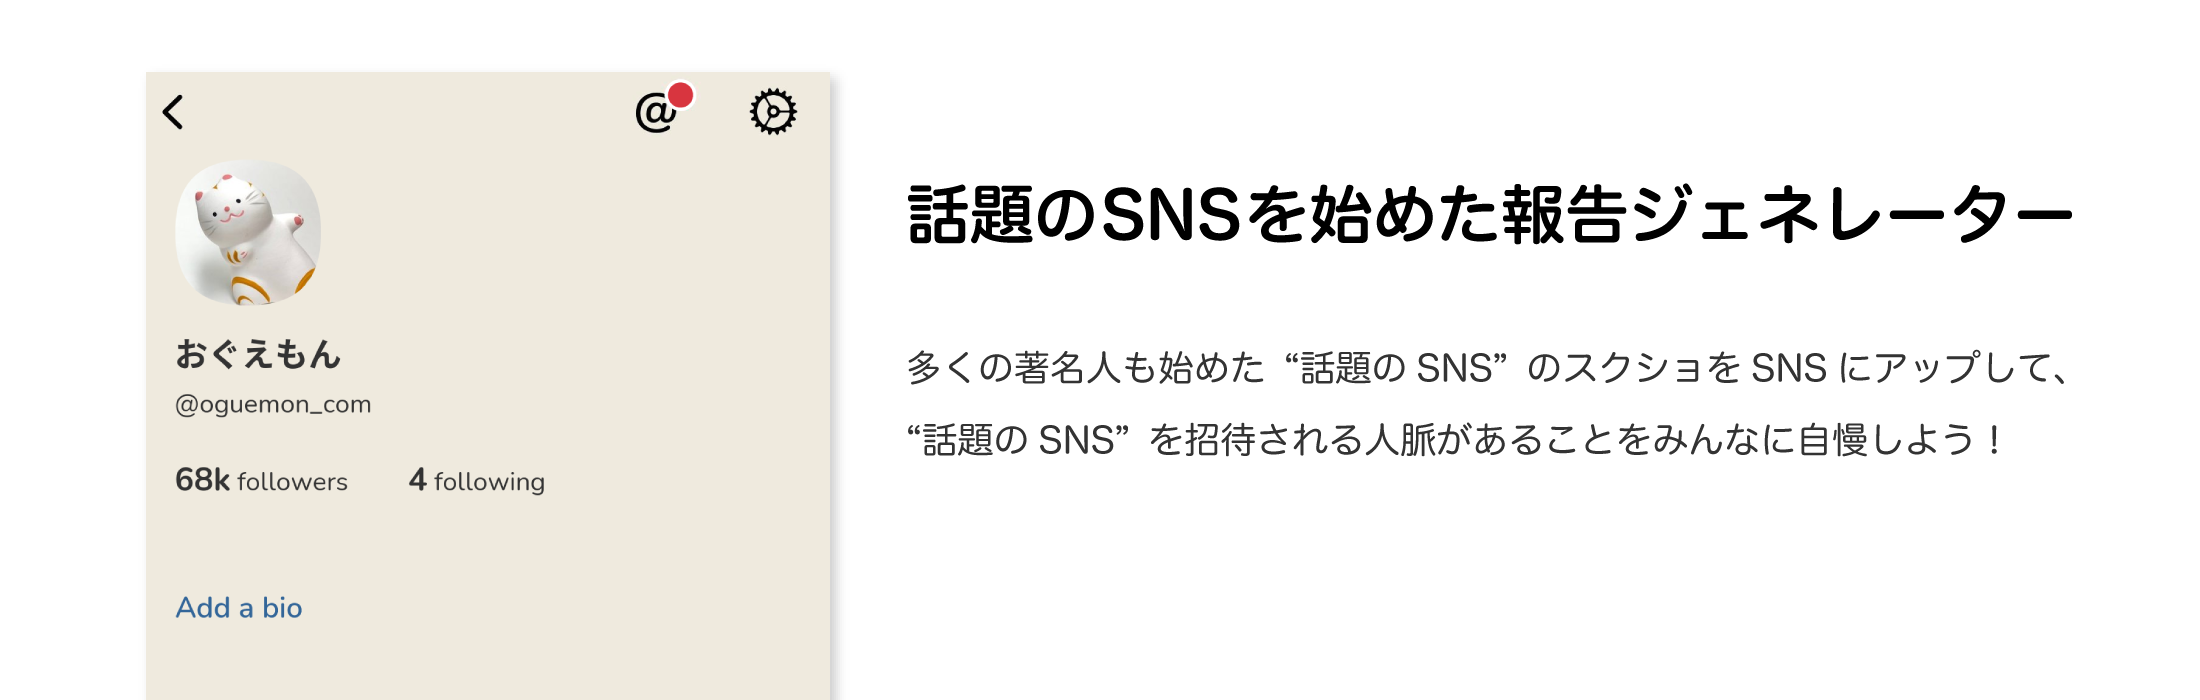 @
おぐえもん
@oguemon_com
68k followers 4 following
Add a bio
話題のSNSを始めた報告ジェネレーター
多くの著名人も始めた “話題の SNS” のスクショを SNS にアップして、
“話題の SNS” を招待される人脈があることをみんなに自慢しよう！